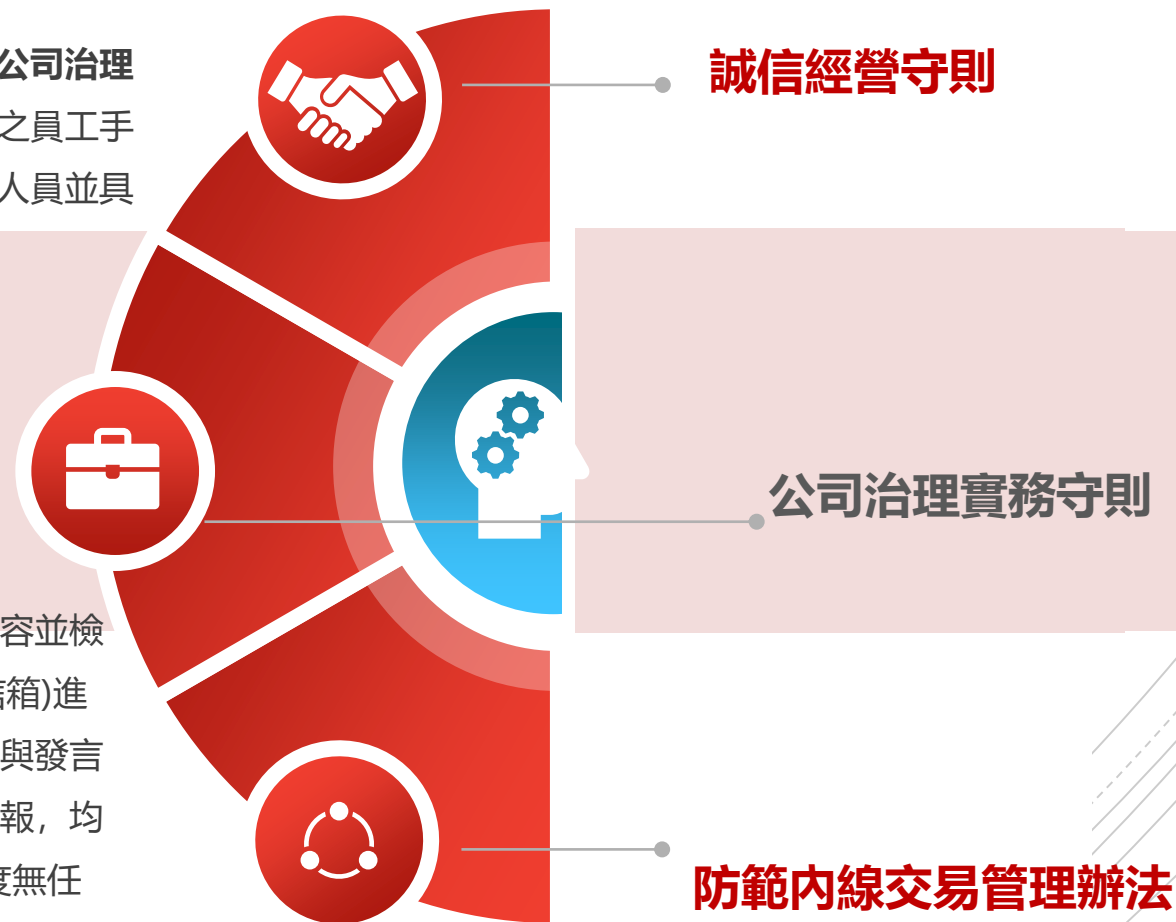 公司治理
之員工手
人員並具
容並檢
信箱)進
與發言
報，均
度無任
誠信經營守則
公司治理實務守則
防範內線交易管理辦法